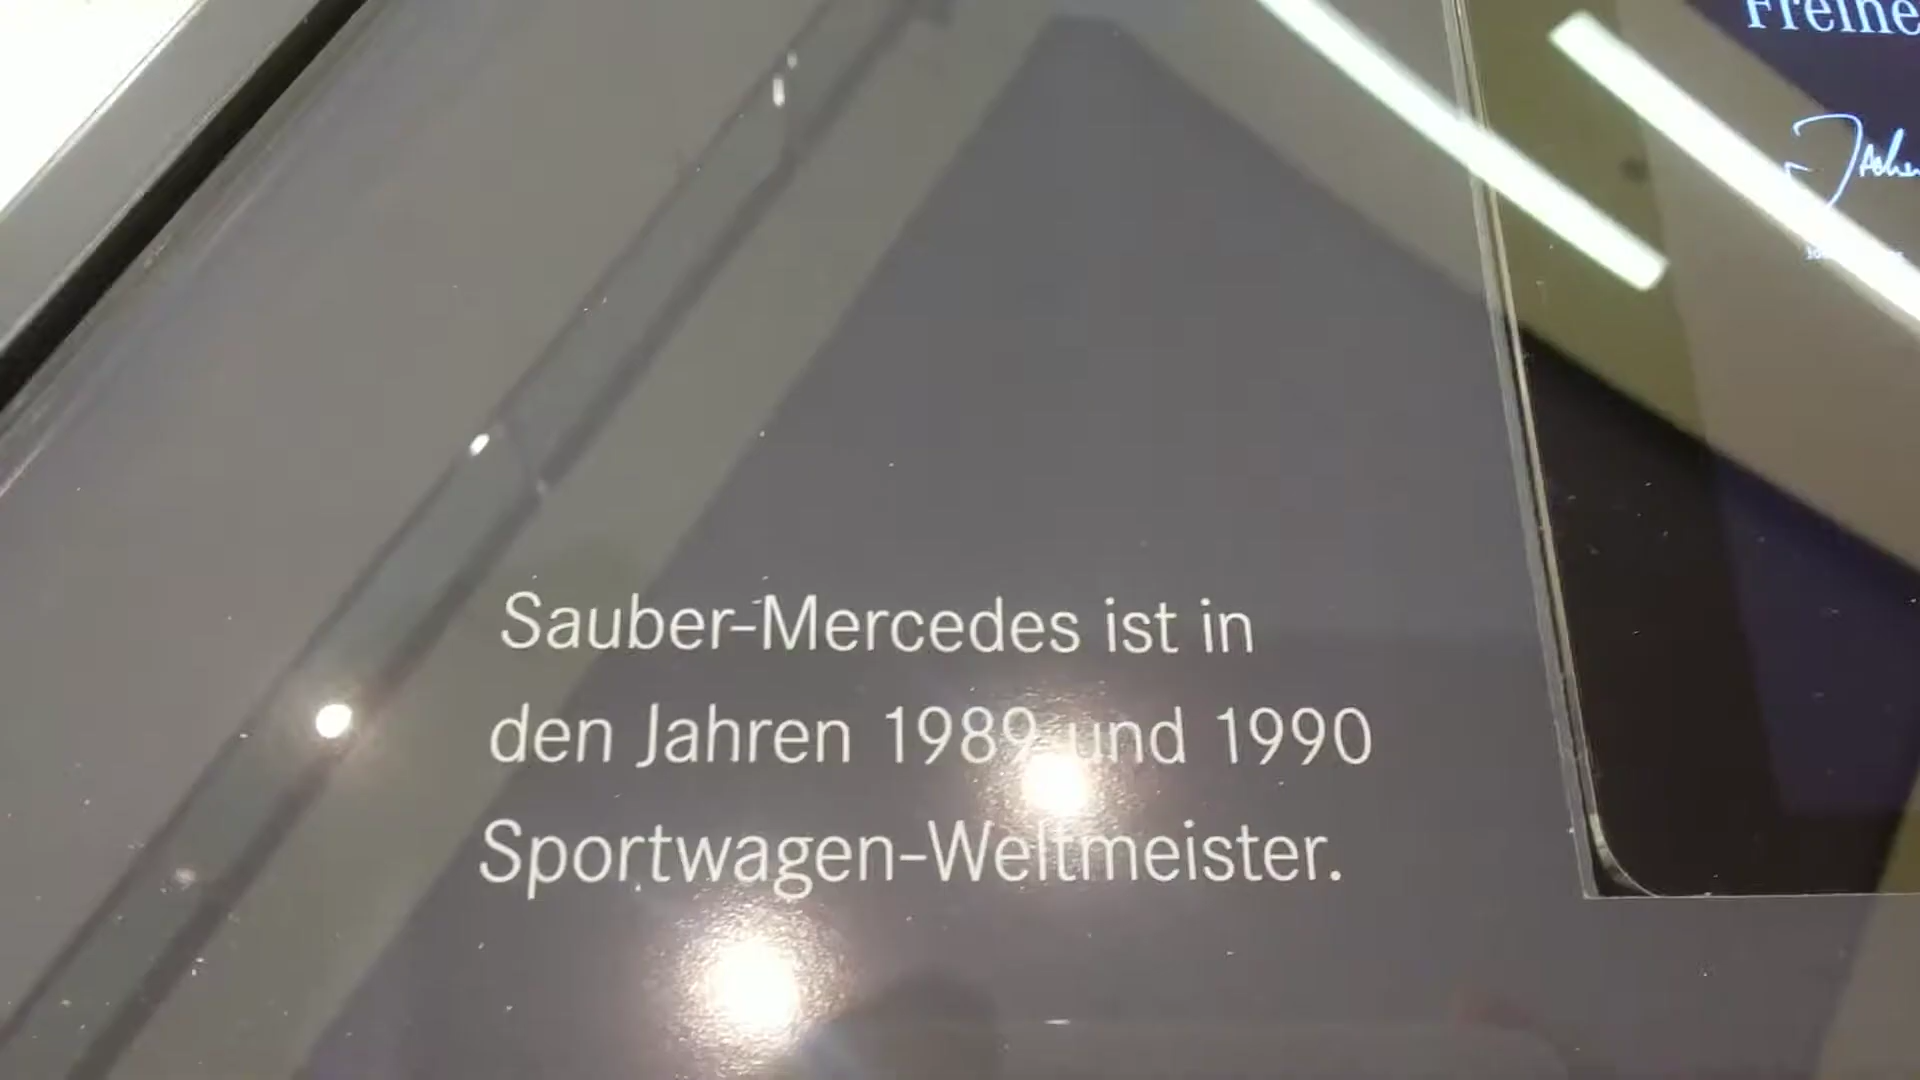 Sauber-Mercedes ist in
den Jahren 1989 und 1990
Sportwagen-Weltmeister.